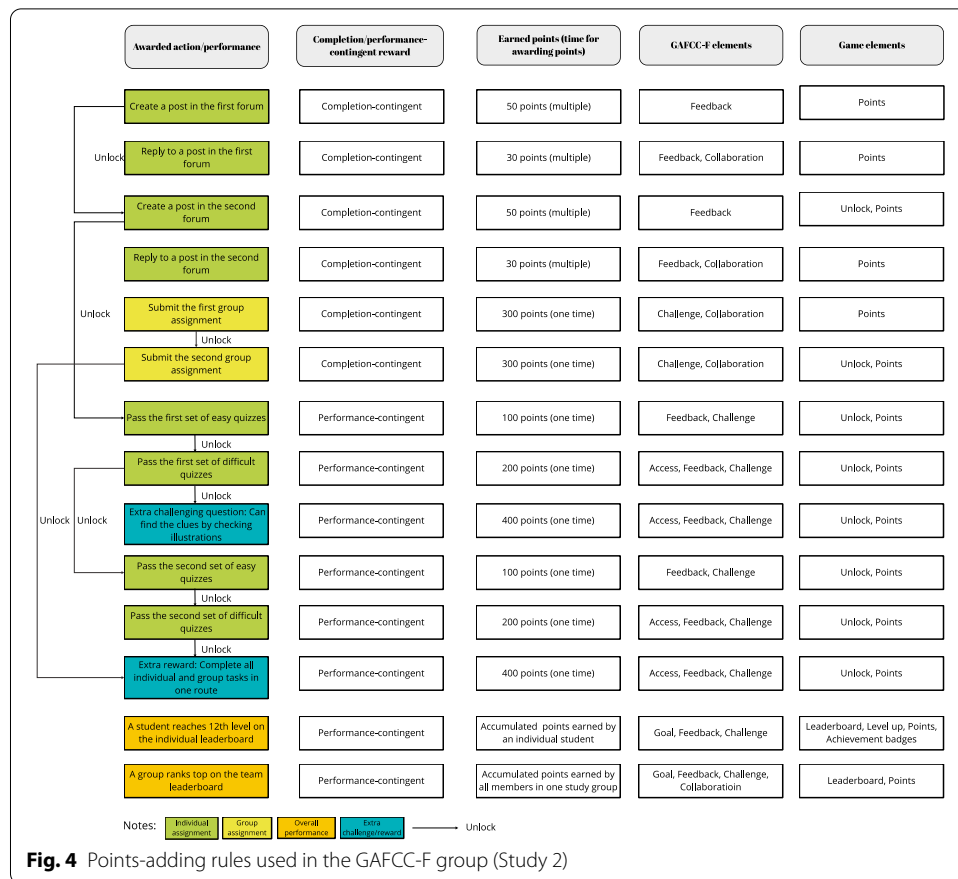 Awarded action/performance
Completion/performance-
contingent reward
Earned points (time for
awarding points)
GAFCC-F elements
Game elements
Create a post in the first forum
Completion-contingent
50 points (multiple)
Feedback
Points
Unlock
Reply to a post in the first
forum
Completion-contingent
30 points (multiple)
Feedback, Collaboration
Points
Create a post in the second
forum
Completion-contingent
50 points (multiple)
Feedback
Unlock, Points
Reply to a post in the second
forum
Completion-contingent
30 points (multiple)
Feedback, Collaboration
Points
Unlock
Submit the first group
assignment
Completion-contingent
300 points (one time)
Challenge, Collaboration
Points
Unlock
Submit the second group
assignment
Completion-contingent
300 points (one time)
Challenge, Collaboration
Unlock, Points
Pass the first set of easy quizzes
Performance-contingent
100 points (one time)
Feedback, Challenge
Unlock, Points
Unlock
Pass the first set of difficult
quizzes
Performance-contingent
200 points (one time)
Access, Feedback, Challenge
Unlock, Points
Unlock
Unlock
Unlock
Extra challenging question: Can
find the clues by checking
illustrations
Performance-contingent
400 points (one time)
Access, Feedback, Challenge
Unlock, Points
Pass the second set of easy
quizzes
Performance-contingent
100 points (one time)
Feedback, Challenge
Unlock, Points
Unlock
Pass the second set of difficult
quizzes
Performance-contingent
200 points (one time)
Access, Feedback, Challenge
Unlock, Points
Unlock
Extra reward: Complete all
individual and group tasks in
one route
Performance-contingent
400 points (one time)
Access, Feedback, Challenge
Unlock, Points
A student reaches 12th level on
the individual leaderboard
Performance-contingent
Accumulated points earned by
an individual student
Goal, Feedback, Challenge
Leaderboard, Level up, Points,
Achievement badges
A group ranks top on the team
leaderboard
Performance-contingent
Accumulated points earned by
all members in one study group
Goal, Feedback, Challenge,
Collaboratioin
Leaderboard, Points
Notes:
Individual
assignment
Group
assignment
Overall
performance
Extra
challenge/reward
Unlock
Fig. 4 Points-adding rules used in the GAFCC-F group (Study 2)